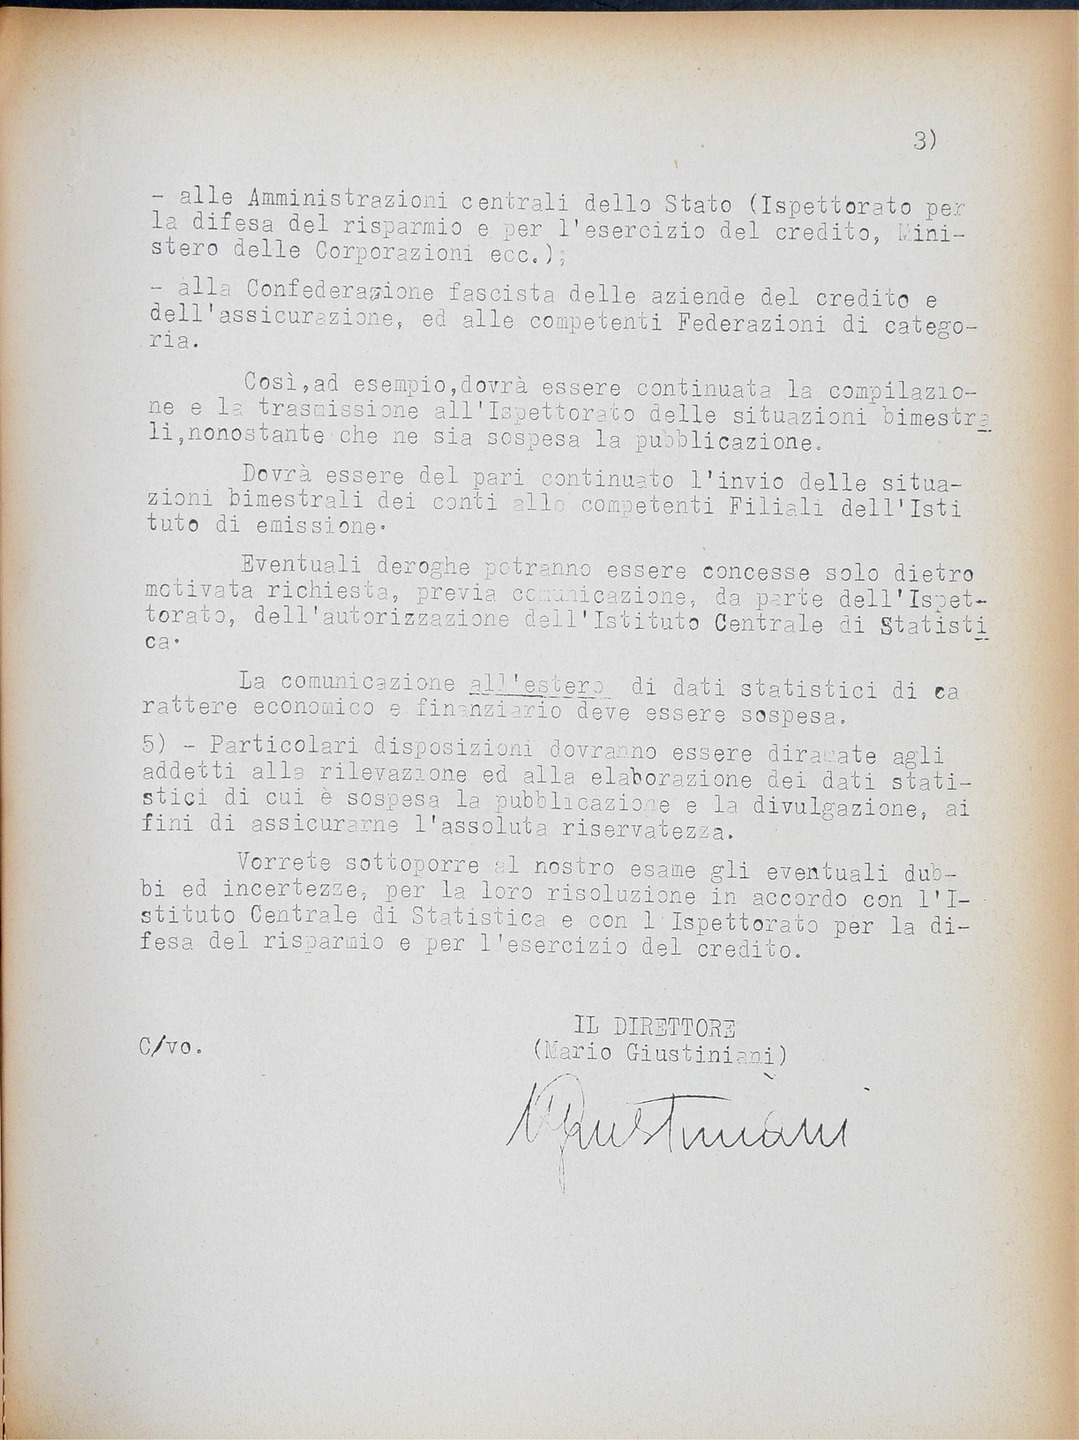 3)
- alle Amministrazioni centrali dello Stato (Ispettorato per
la difesa del risparmio e per l'esercizio del credito, Mini-
stero delle Corporazioni ecc.);
- alla Confederazione fascista delle aziende del credito e
dell'assicurazione, ed alle competenti Federazioni di catego-
ria.
Così,ad esempio,dovrà essere continuata la compilazio-
ne e la trasmissione all'Ispettorato delle situazioni bimestra
li,nonostante che ne sia sospesa la pubblicazione.
Dovrà essere del pari continuato l'invio delle situa-
zioni bimestrali dei conti alle competenti Filiali dell'Isti
tuto di emissione.
Eventuali deroghe potranno essere concesse solo dietro
motivata richiesta, previa comunicazione, da parte dell'Ispet-
torato, dell'autorizzazione dell'Istituto Centrale di Statisti
ca.
La comunicazione all'estero di dati statistici di ca
rattere economico e finanziario deve essere sospesa.
5) - Particolari disposizioni dovranno essere diramate agli
addetti alla rilevazione ed alla elaborazione dei dati stati-
stici di cui è sospesa la pubblicazione e la divulgazione, ai
fini di assicurarne l'assoluta riservatezza.
Vorrete sottoporre al nostro esame gli eventuali dub-
bi ed incertezze, per la loro risoluzione in accordo con l'I-
stituto Centrale di Statistica e con l'Ispettorato per la di-
fesa del risparmio e per l'esercizio del credito.
IL DIRETTORE
C/vo.
(Mario Giustiniani)
MGiustiniani